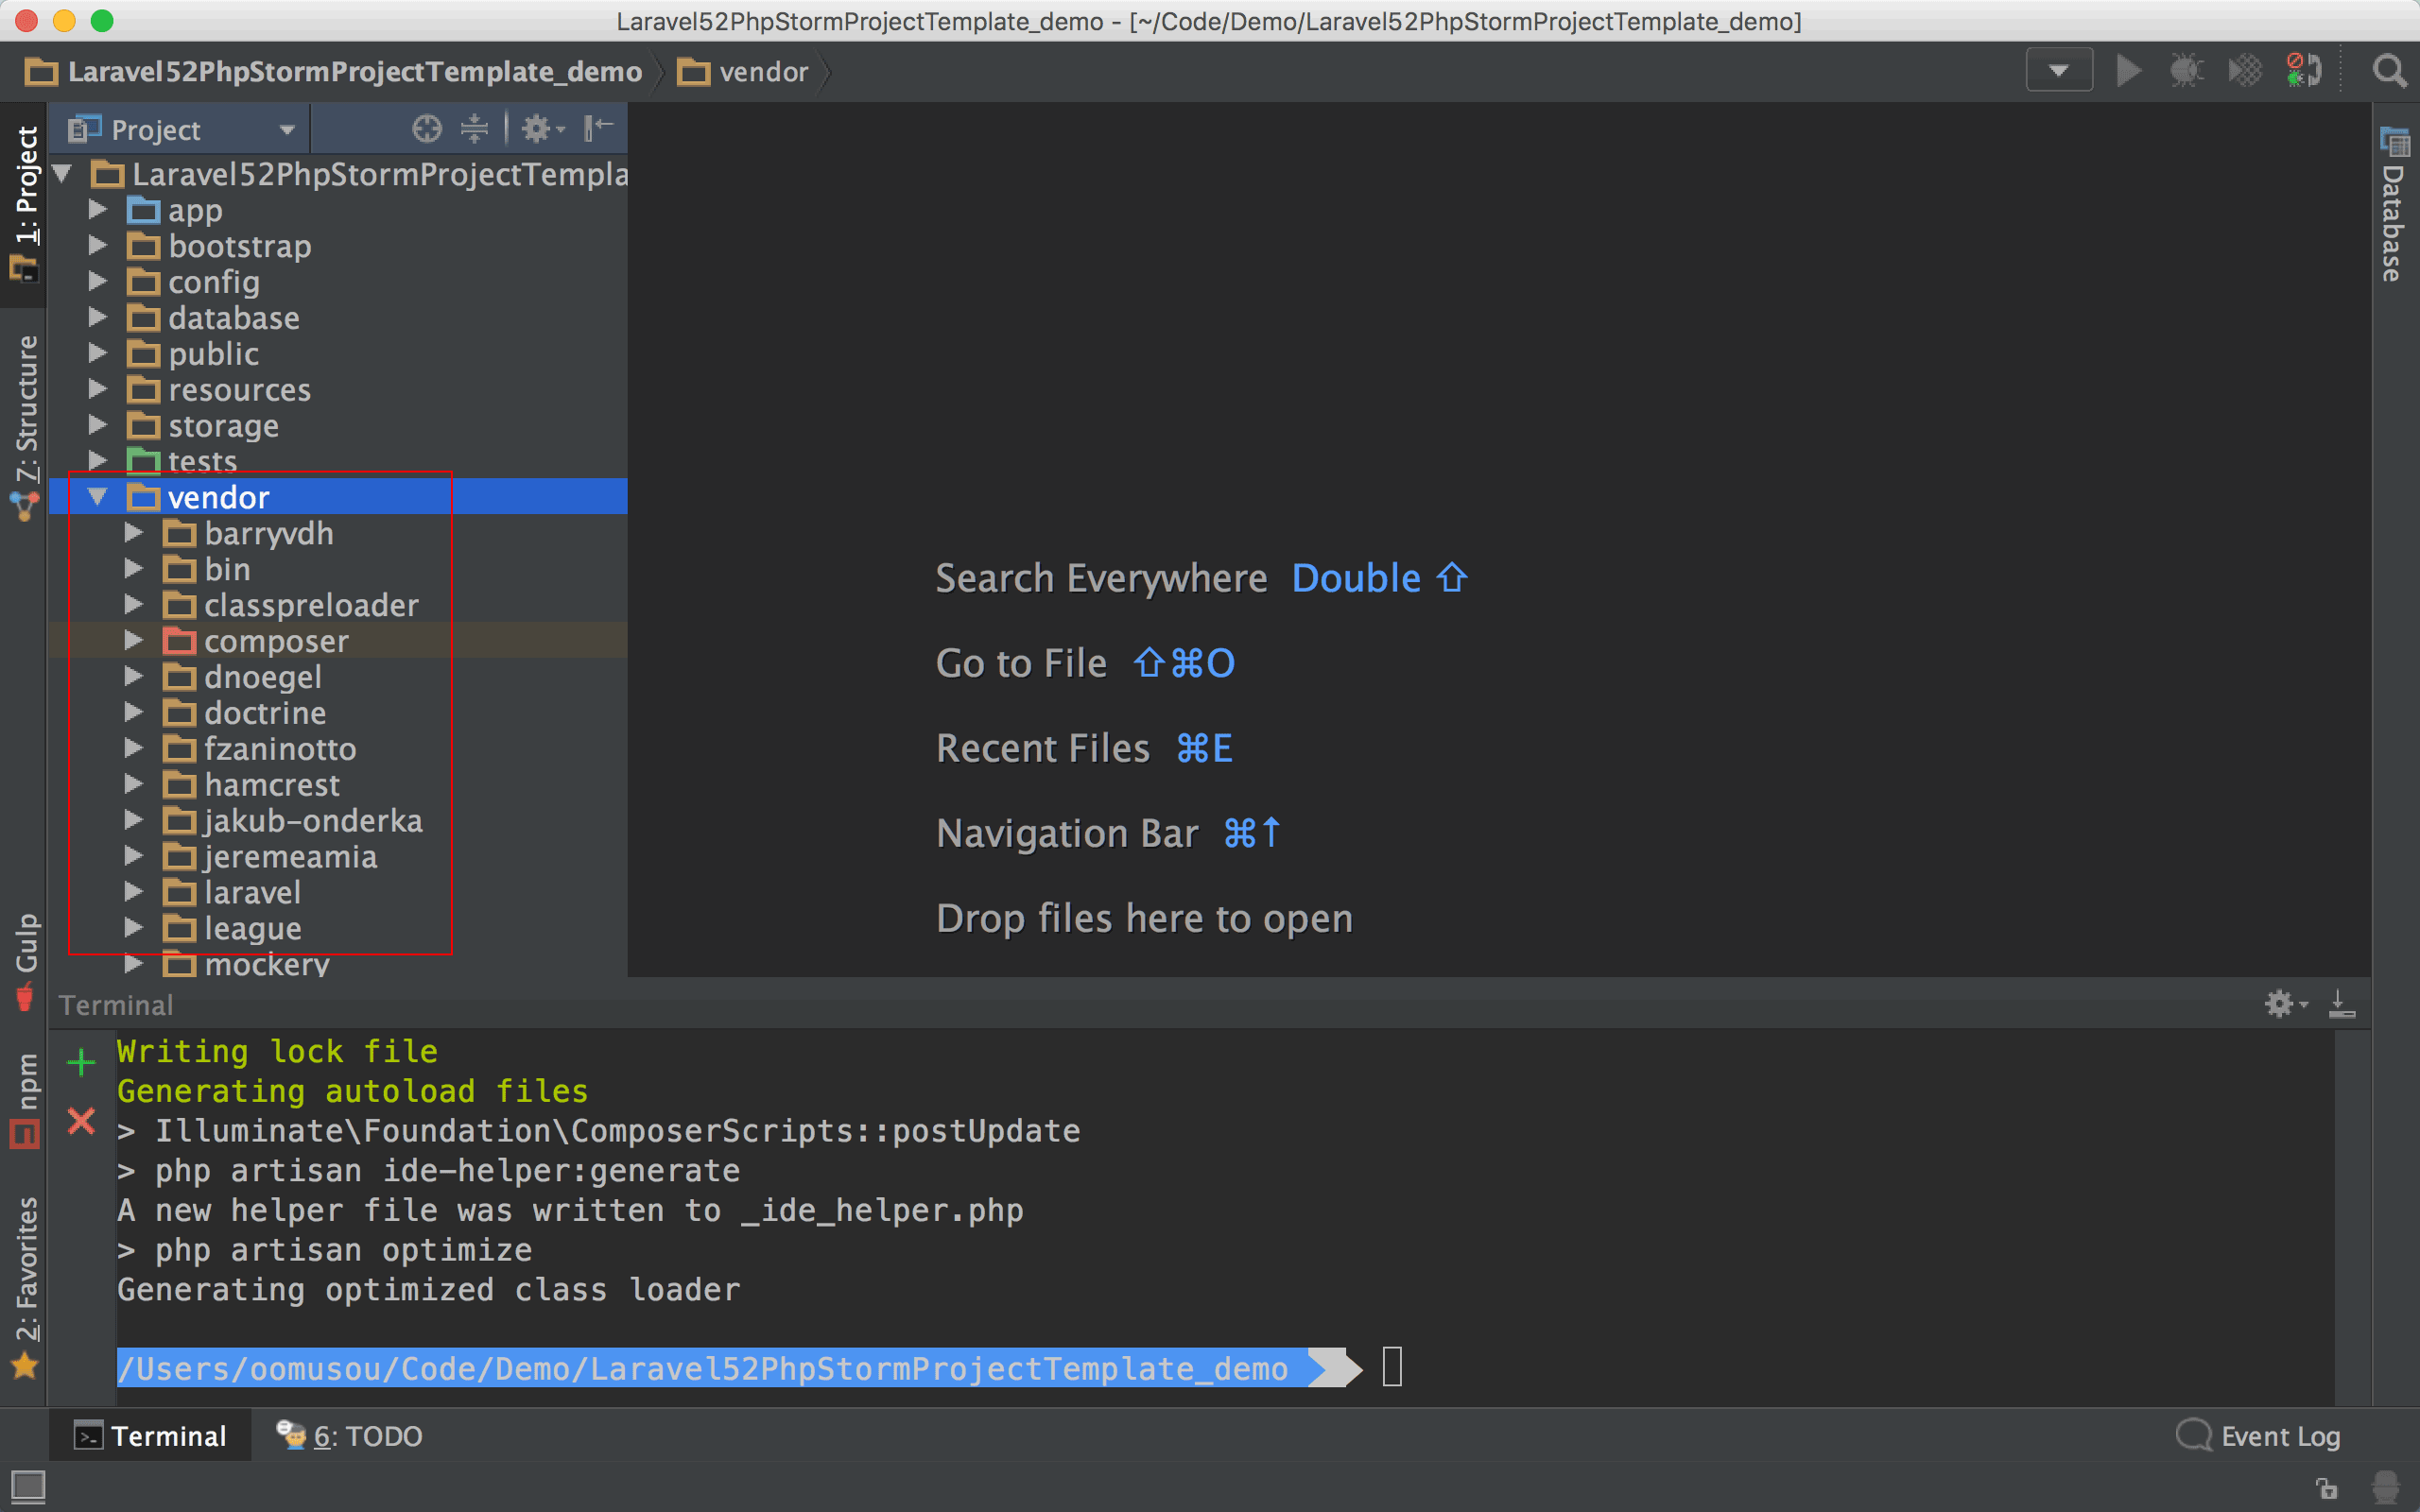 Laravel52PhpStormProjectTemplate_demo - [~/Code/Demo/Laravel52PhpStormProjectTemplate_demo]
Laravel52PhpStormProjectTemplate_demo vendor
1: Project
7: Structure
Gulp
npm
2: Favorites
Project
Laravel52PhpStormProjectTempla
app
bootstrap
config
database
public
resources
storage
tests
vendor
barryvdh
bin
classpreloader
composer
dnoegel
doctrine
fzaninotto
hamcrest
jakub-onderka
jeremeamia
laravel
league
mockery
Search Everywhere Double ⇧
Go to File ⇧⌘O
Recent Files ⌘E
Navigation Bar ⌘↑
Drop files here to open
Database
Terminal
Writing lock file
Generating autoload files
> Illuminate\Foundation\ComposerScripts::postUpdate
> php artisan ide-helper:generate
A new helper file was written to _ide_helper.php
> php artisan optimize
Generating optimized class loader
/Users/oomusou/Code/Demo/Laravel52PhpStormProjectTemplate_demo
Terminal
6: TODO
Event Log